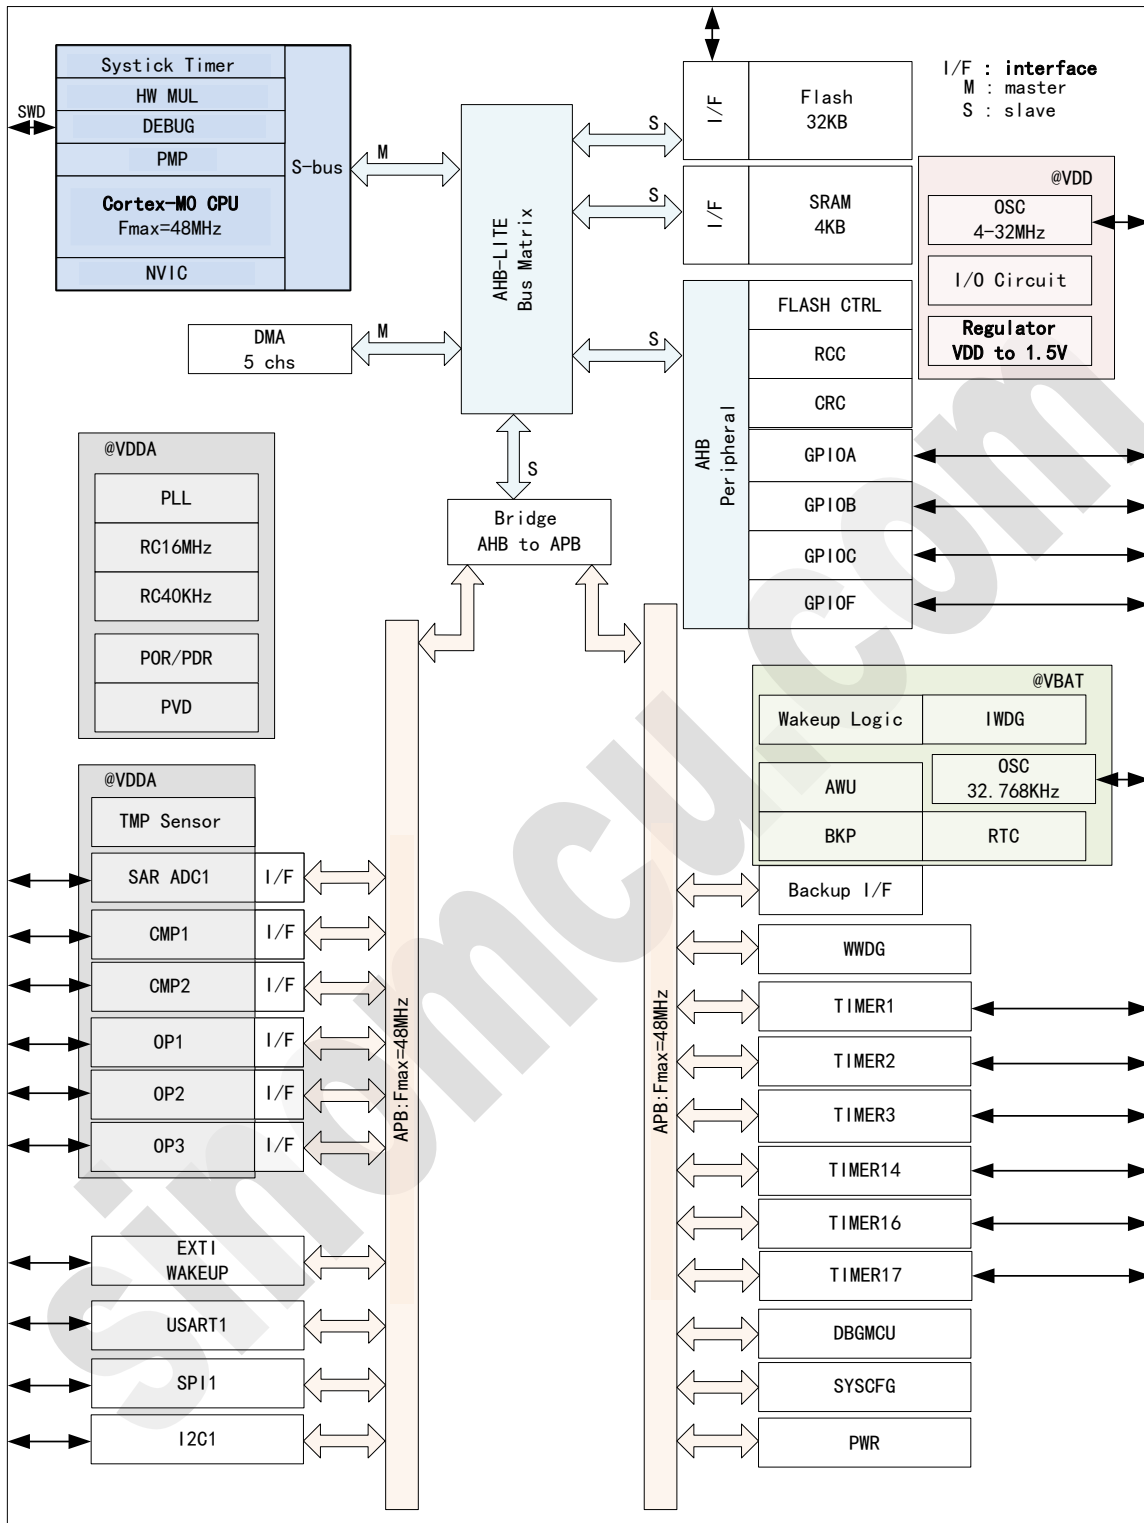 Systick Timer
HW MUL
SWD
DEBUG
PMP
Cortex-M0 CPU
Fmax=48MHz
NVIC
S-bus
M
DMA
5 chs
M
AHB-LITE
Bus Matrix
S
S
S
S
I/F
Flash
32KB
I/F
SRAM
4KB
I/F : interface
M : master
S : slave
@VDD
OSC
4-32MHz
I/O Circuit
Regulator
VDD to 1.5V
AHB
Peripheral
FLASH CTRL
RCC
CRC
GPIOA
GPIOB
GPIOC
GPIOF
Bridge
AHB to APB
@VDDA
PLL
RC16MHz
RC40KHz
POR/PDR
PVD
@VDDA
TMP Sensor
SAR ADC1
I/F
CMP1
I/F
CMP2
I/F
OP1
I/F
OP2
I/F
OP3
I/F
EXTI
WAKEUP
USART1
SPI1
I2C1
APB:Fmax=48MHz
APB:Fmax=48MHz
@VBAT
Wakeup Logic
IWDG
OSC
32.768KHz
AWU
BKP
RTC
Backup I/F
WWDG
TIMER1
TIMER2
TIMER3
TIMER14
TIMER16
TIMER17
DBGMCU
SYSCFG
PWR
sinomcu.com